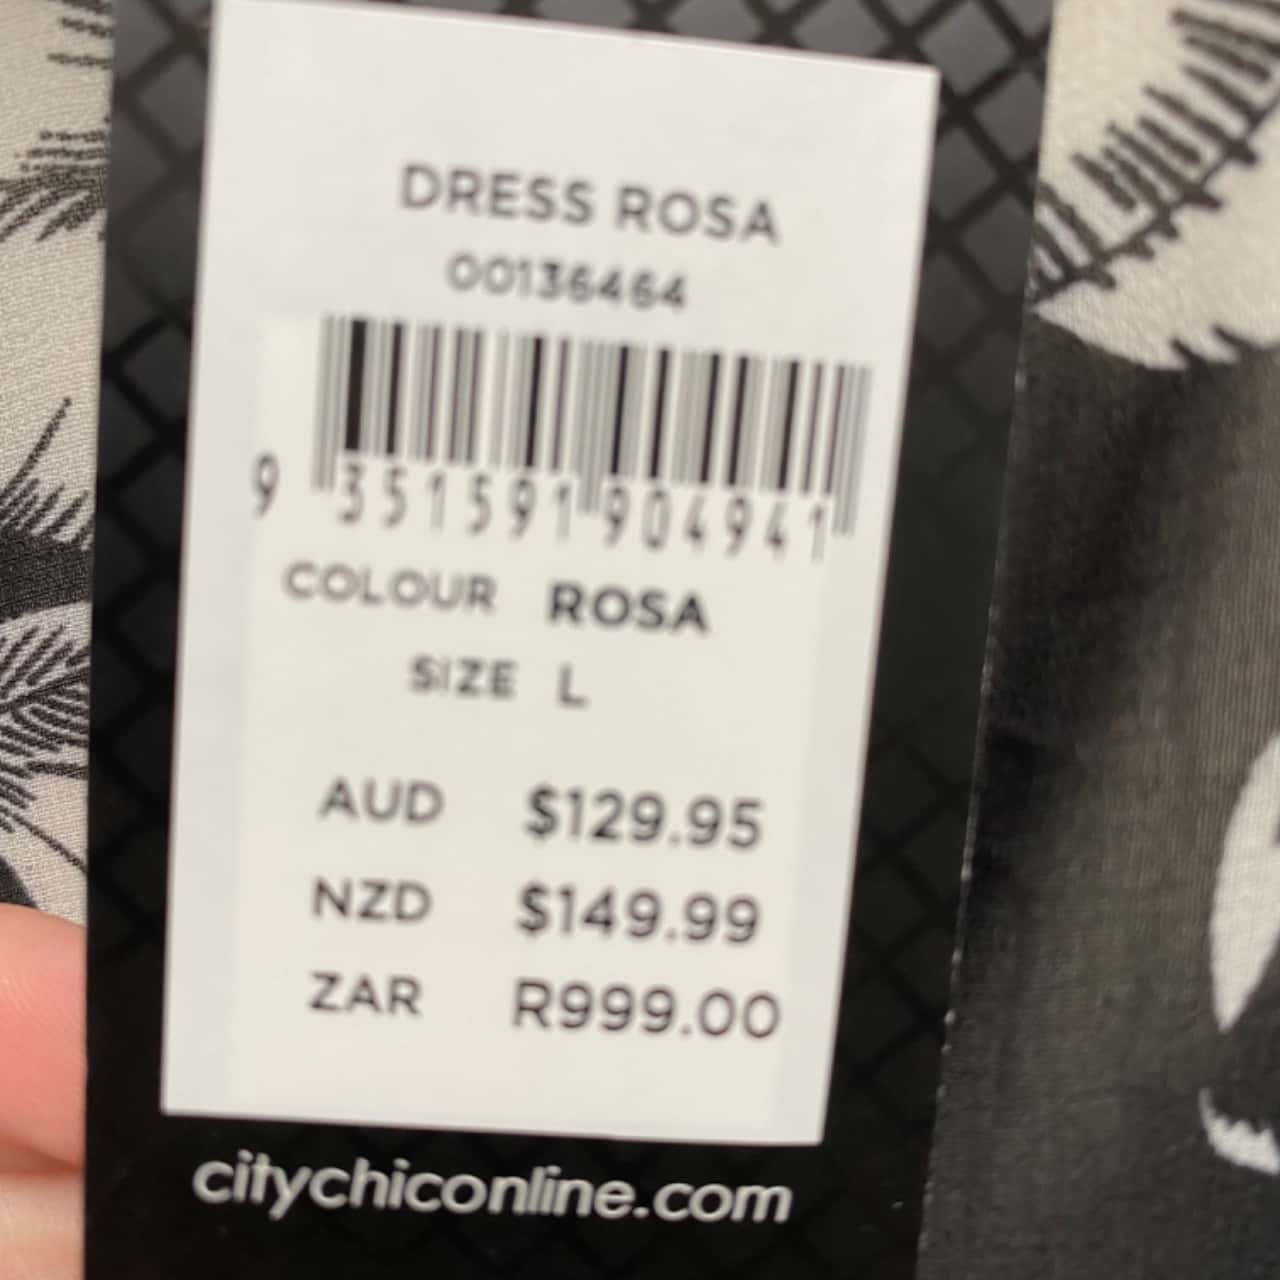 DRESS ROSA
00136464
9 351591 904941
COLOUR ROSA
SIZE L
AUD $129.95
NZD $149.99
ZAR R999.00
citychiconline.com